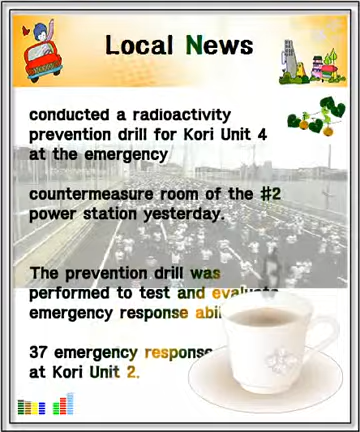 Local News
conducted a radioactivity
prevention drill for Kori Unit 4
at the emergency
countermeasure room of the #2
power station yesterday.
The prevention drill was
performed to test and evaluate
emergency response
37 emergency response
at Kori Unit 2.